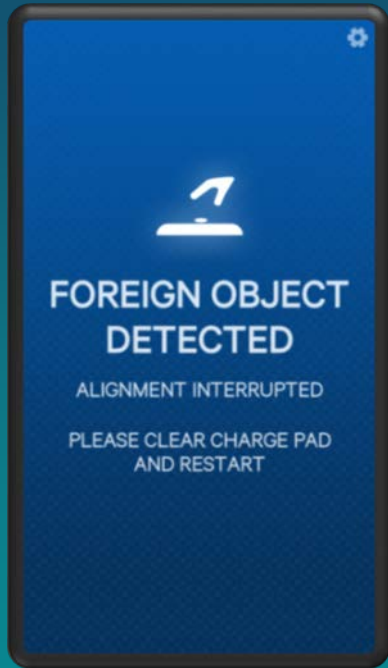 FOREIGN OBJECT
DETECTED
ALIGNMENT INTERRUPTED
PLEASE CLEAR CHARGE PAD
AND RESTART